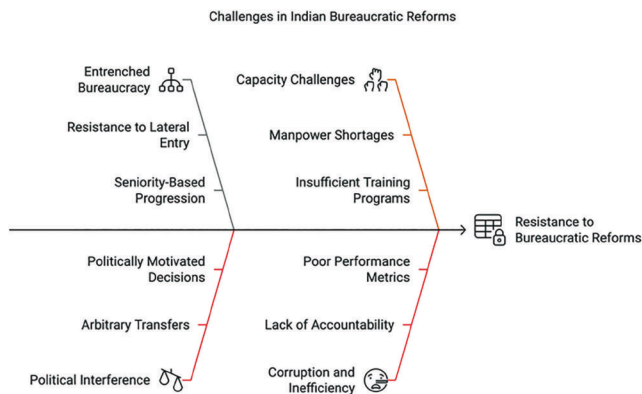 Challenges in Indian Bureaucratic Reforms
Entrenched
Bureaucracy
Capacity Challenges
Resistance to Lateral
Entry
Manpower Shortages
Seniority-Based
Progression
Insufficient Training
Programs
Resistance to
Bureaucratic Reforms
Politically Motivated
Decisions
Poor Performance
Metrics
Arbitrary Transfers
Lack of Accountability
Political Interference
Corruption and
Inefficiency